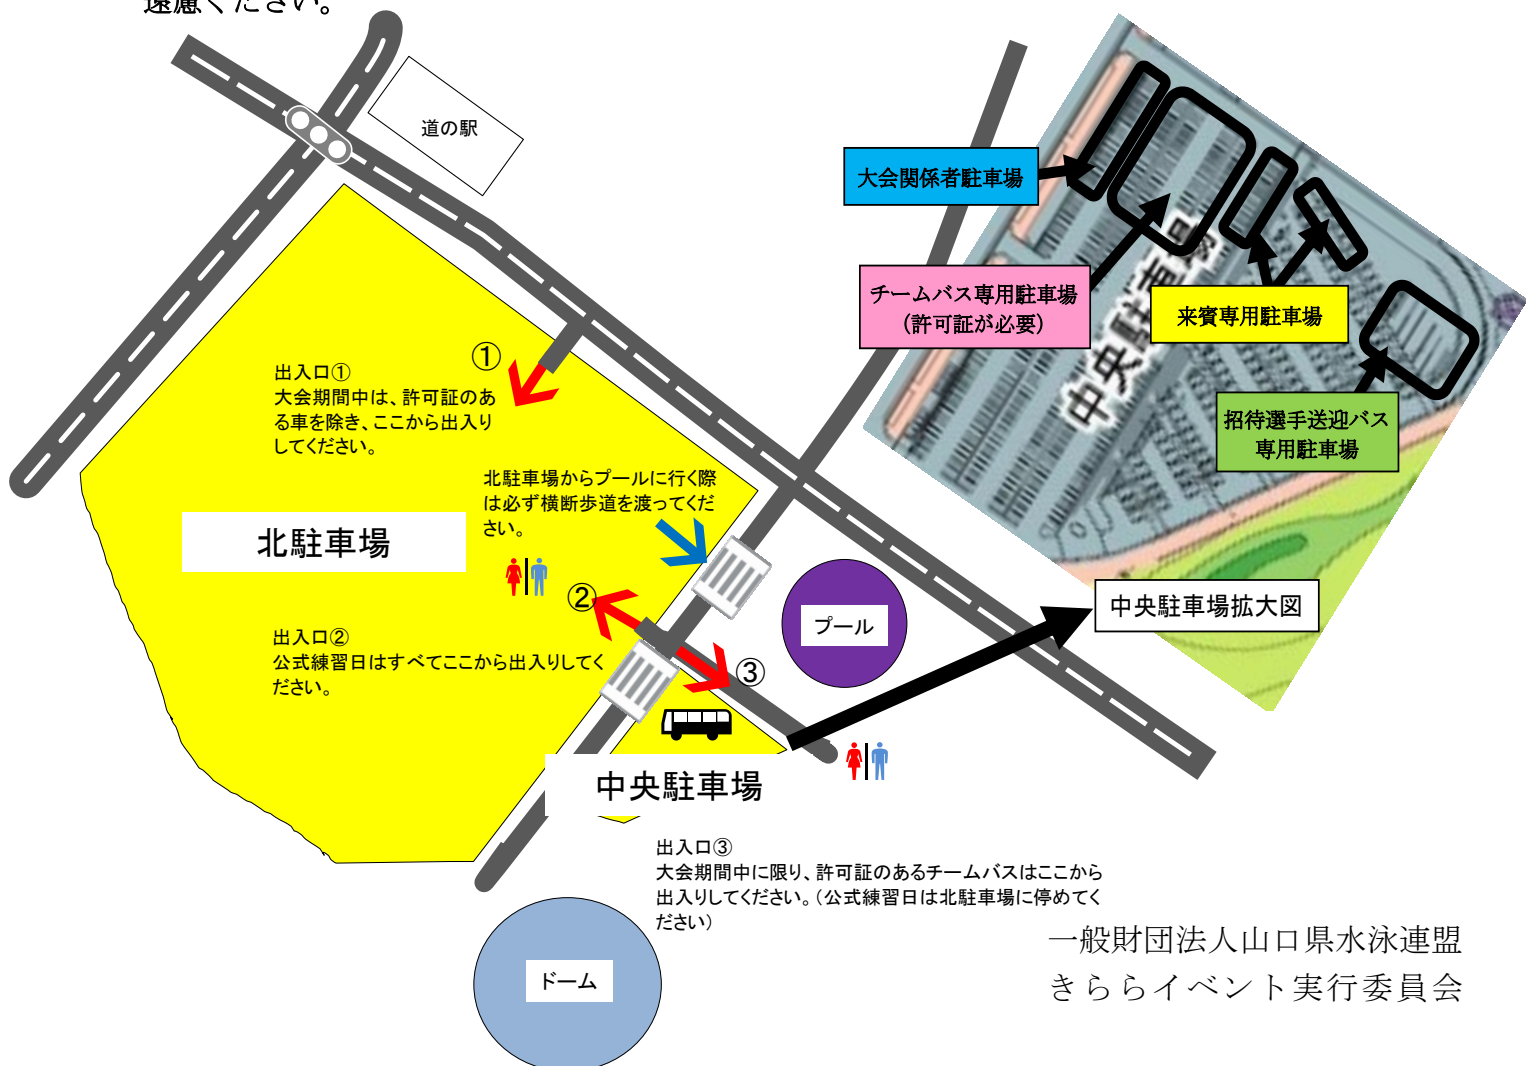 遠慮ください。
道の駅
大会関係者駐車場
チームバス専用駐車場
（許可証が必要）
来賓専用駐車場
中央駐車場
招待選手送迎バス
専用駐車場
①
出入口①
大会期間中は、許可証のあ
る車を除き、ここから出入り
してください。
北駐車場からプールに行く際
は必ず横断歩道を渡ってくだ
さい。
北駐車場
②
プール
中央駐車場拡大図
出入口②
公式練習日はすべてここから出入りしてく
ださい。
③
中央駐車場
出入口③
大会期間中に限り、許可証のあるチームバスはここから
出入りしてください。（公式練習日は北駐車場に停めてく
ださい）
ドーム
一般財団法人山口県水泳連盟
きららイベント実行委員会